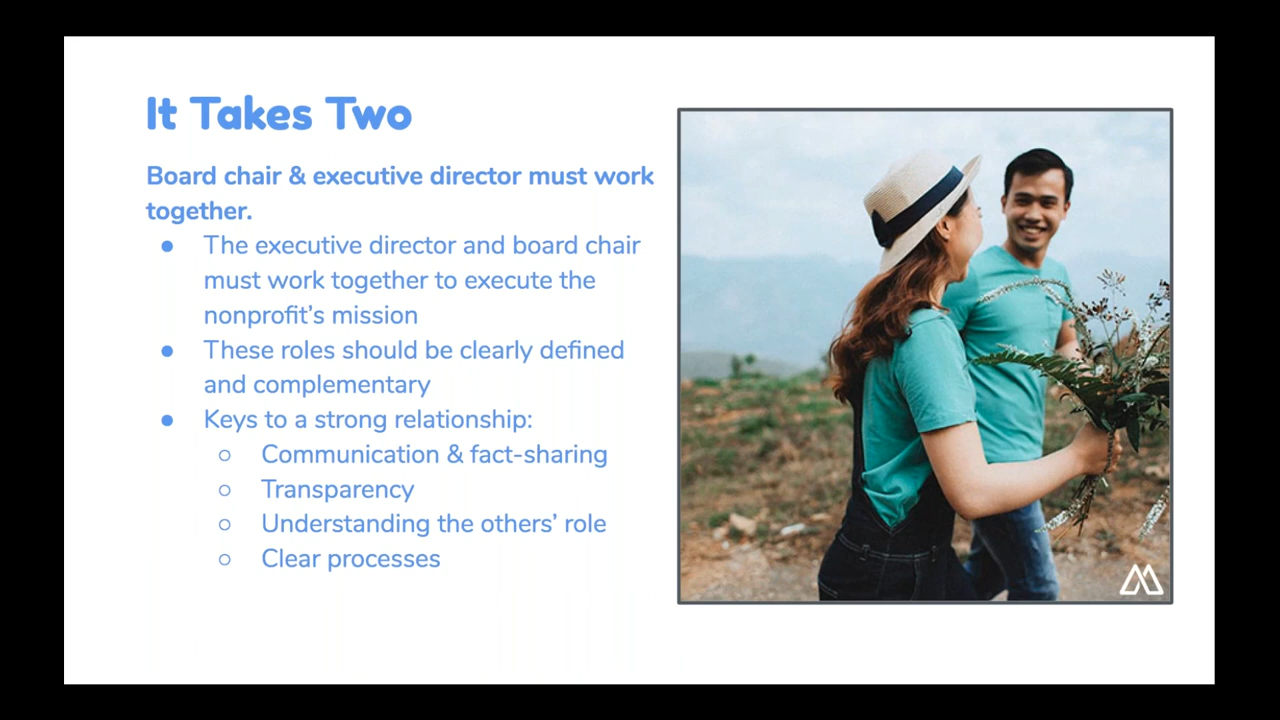 It Takes Two
Board chair & executive director must work
together.
● The executive director and board chair
must work together to execute the
nonprofit’s mission
● These roles should be clearly defined
and complementary
● Keys to a strong relationship:
○ Communication & fact-sharing
○ Transparency
○ Understanding the others’ role
○ Clear processes